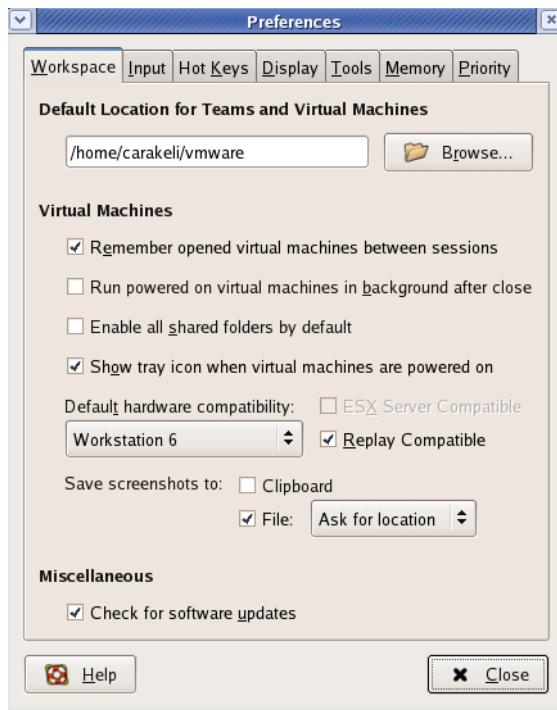 Preferences
Workspace Input Hot Keys Display Tools Memory Priority
Default Location for Teams and Virtual Machines
/home/carakeli/vmware Browse...
Virtual Machines
Remember opened virtual machines between sessions
Run powered on virtual machines in background after close
Enable all shared folders by default
Show tray icon when virtual machines are powered on
Default hardware compatibility: ESX Server Compatible
Workstation 6 Replay Compatible
Save screenshots to: Clipboard
File: Ask for location
Miscellaneous
Check for software updates
Help Close